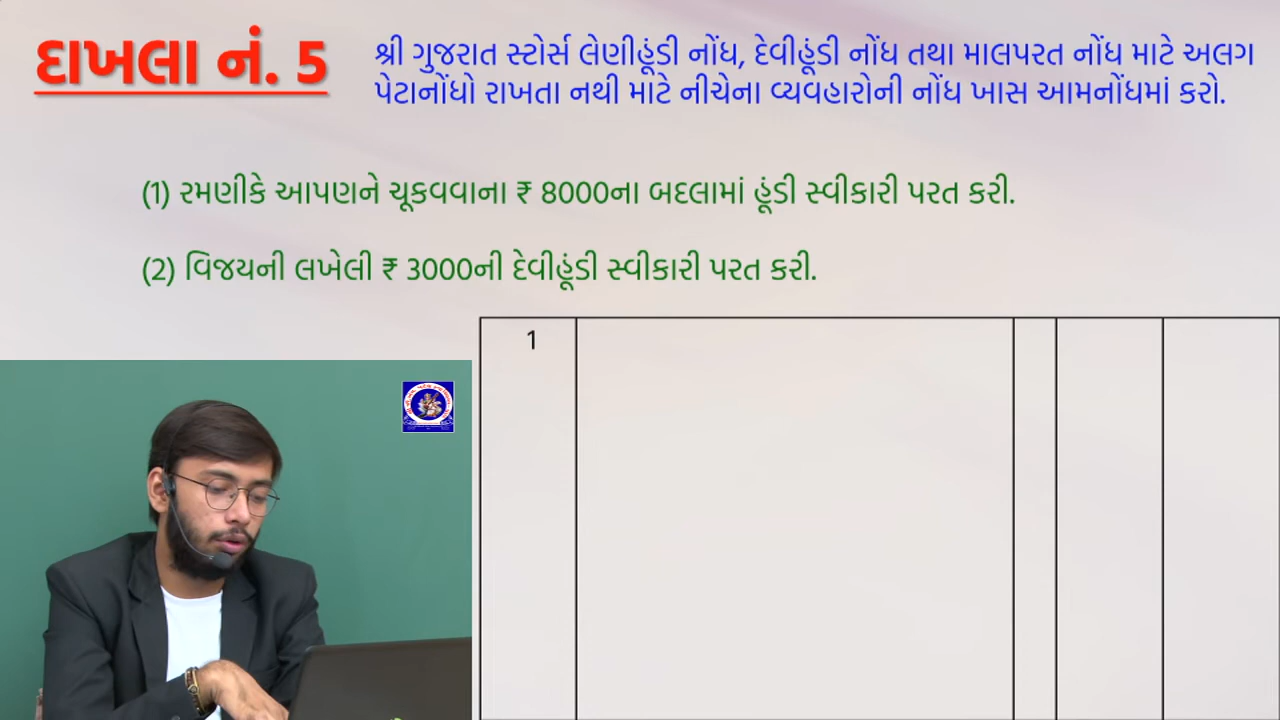 દાખલા નં. 5
શ્રી ગુજરાત સ્ટોર્સ લેણીહૂંડી નોંધ, દેવીહૂંડી નોંધ તથા માલપરત નોંધ માટે અલગ
પેટાનોંધો રાખતા નથી માટે નીચેના વ્યવહારોની નોંધ ખાસ આમનોંધમાં કરો.
(1) રમણીકે આપણને ચૂકવવાના ₹ 8000ના બદલામાં હૂંડી સ્વીકારી પરત કરી.
(2) વિજયની લખેલી ₹ 3000ની દેવીહૂંડી સ્વીકારી પરત કરી.
1